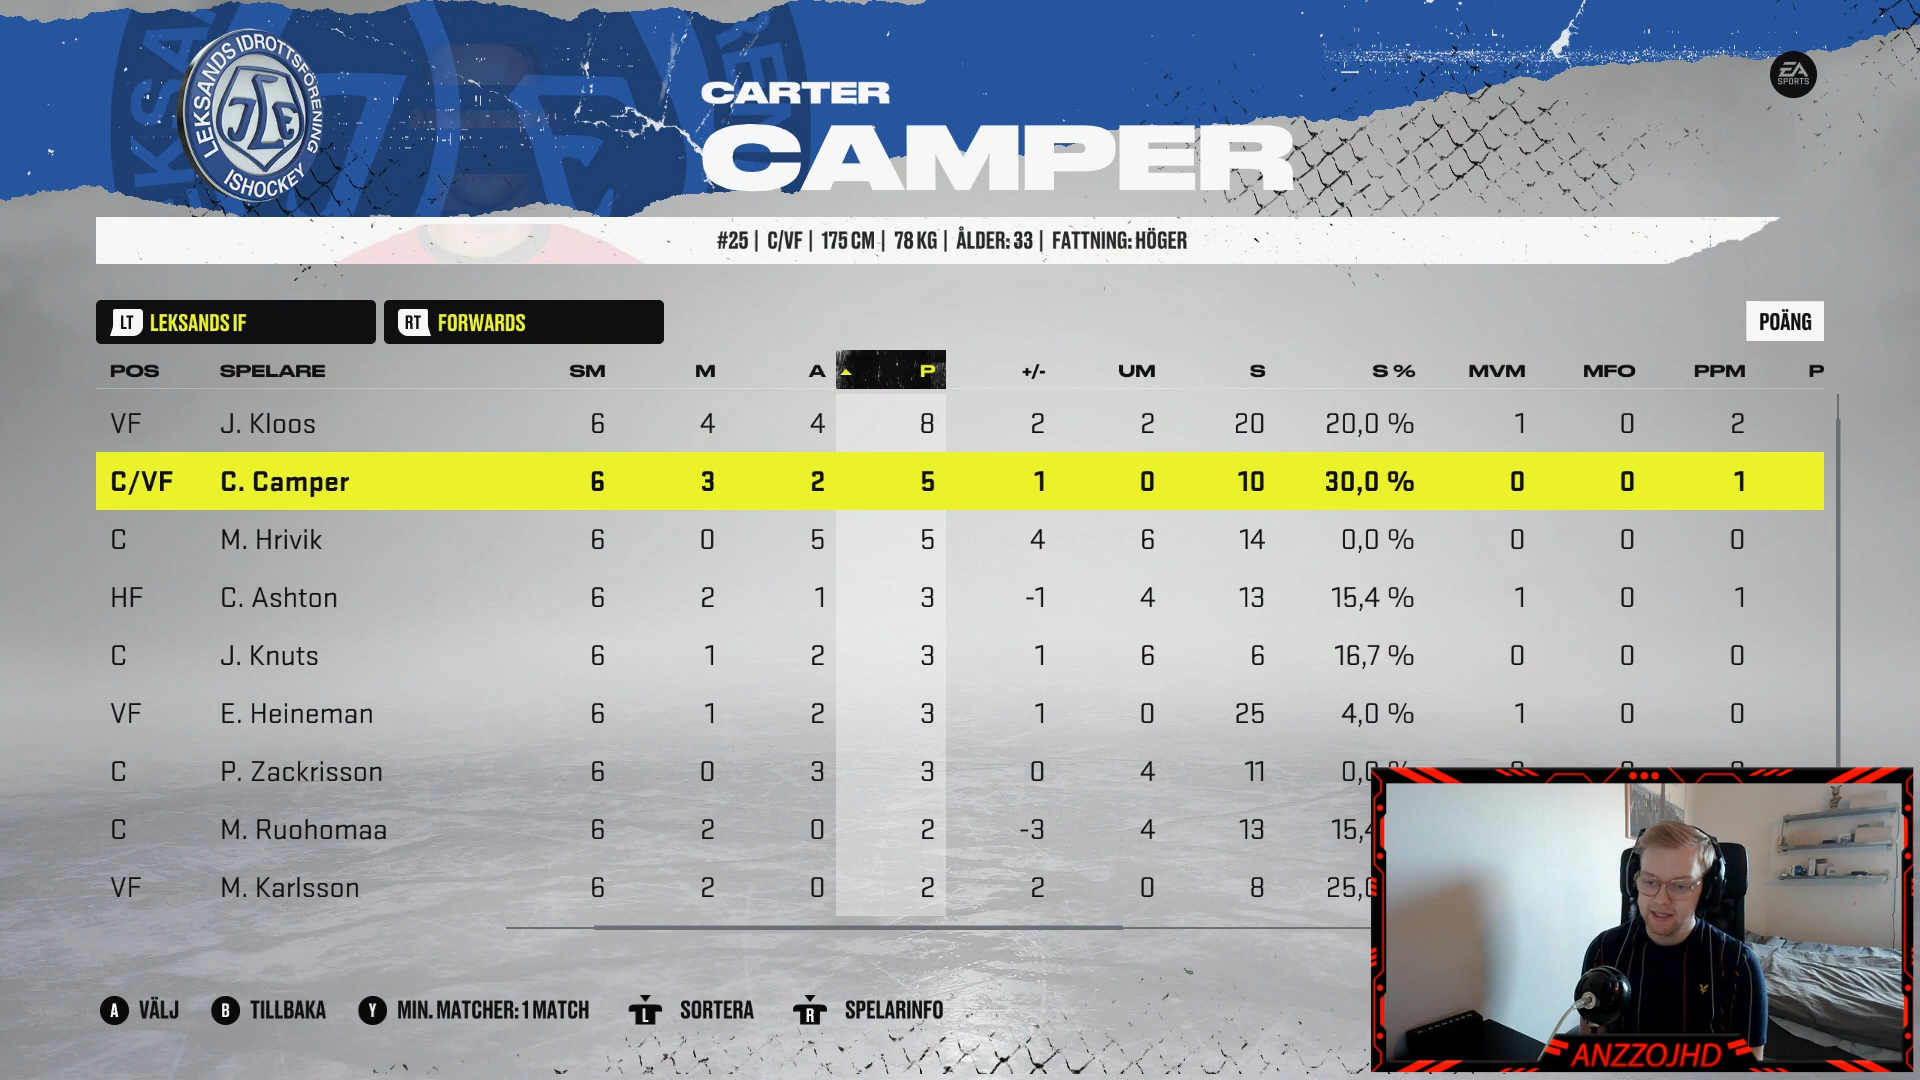 LEKSANDS IDROTTSFÖRENING
ISHOCKEY
EA
SPORTS
CARTER
CAMPER
#25 | C/VF | 175 CM | 78 KG | ÅLDER: 33 | FATTNING: HÖGER
LT LEKSANDS IF RT FORWARDS POÄNG
POS SPELARE SM M A P +/- UM S S % MVM MFO PPM P
VF J. Kloos 6 4 4 8 2 2 20 20,0 % 1 0 2
C/VF C. Camper 6 3 2 5 1 0 10 30,0 % 0 0 1
C M. Hrivik 6 0 5 5 4 6 14 0,0 % 0 0 0
HF C. Ashton 6 2 1 3 -1 4 13 15,4 % 1 0 1
C J. Knuts 6 1 2 3 1 6 6 16,7 % 0 0 0
VF E. Heineman 6 1 2 3 1 0 25 4,0 % 1 0 0
C P. Zackrisson 6 0 3 3 0 4 11
C M. Ruohomaa 6 2 0 2 -3 4 13
VF M. Karlsson 6 2 0 2 2 0 8
A VÄLJ B TILLBAKA Y MIN. MATCHER: 1 MATCH L SORTERA R SPELARINFO
ANZZOJHD